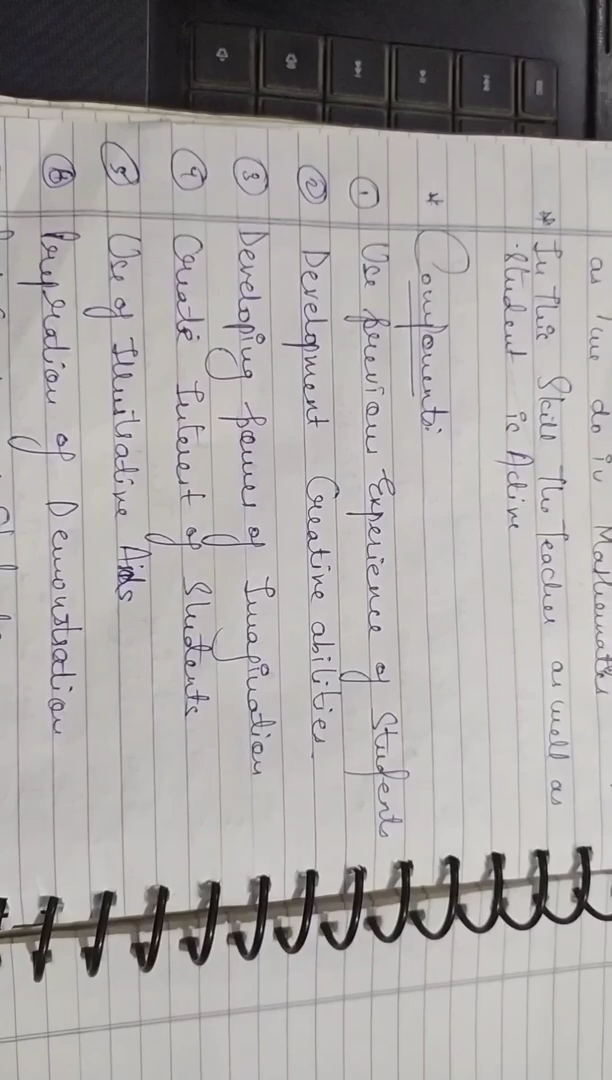 as we do in Mathematics
* In this Skill The Teacher as well as
student is Active
* Components:
① Use previous Experience of Students
② Development Creative abilities.
③ Developing power of Imagination
④ Create Interest of Students
⑤ Use of Illustrative Aids
⑥ Preparation of Demonstration